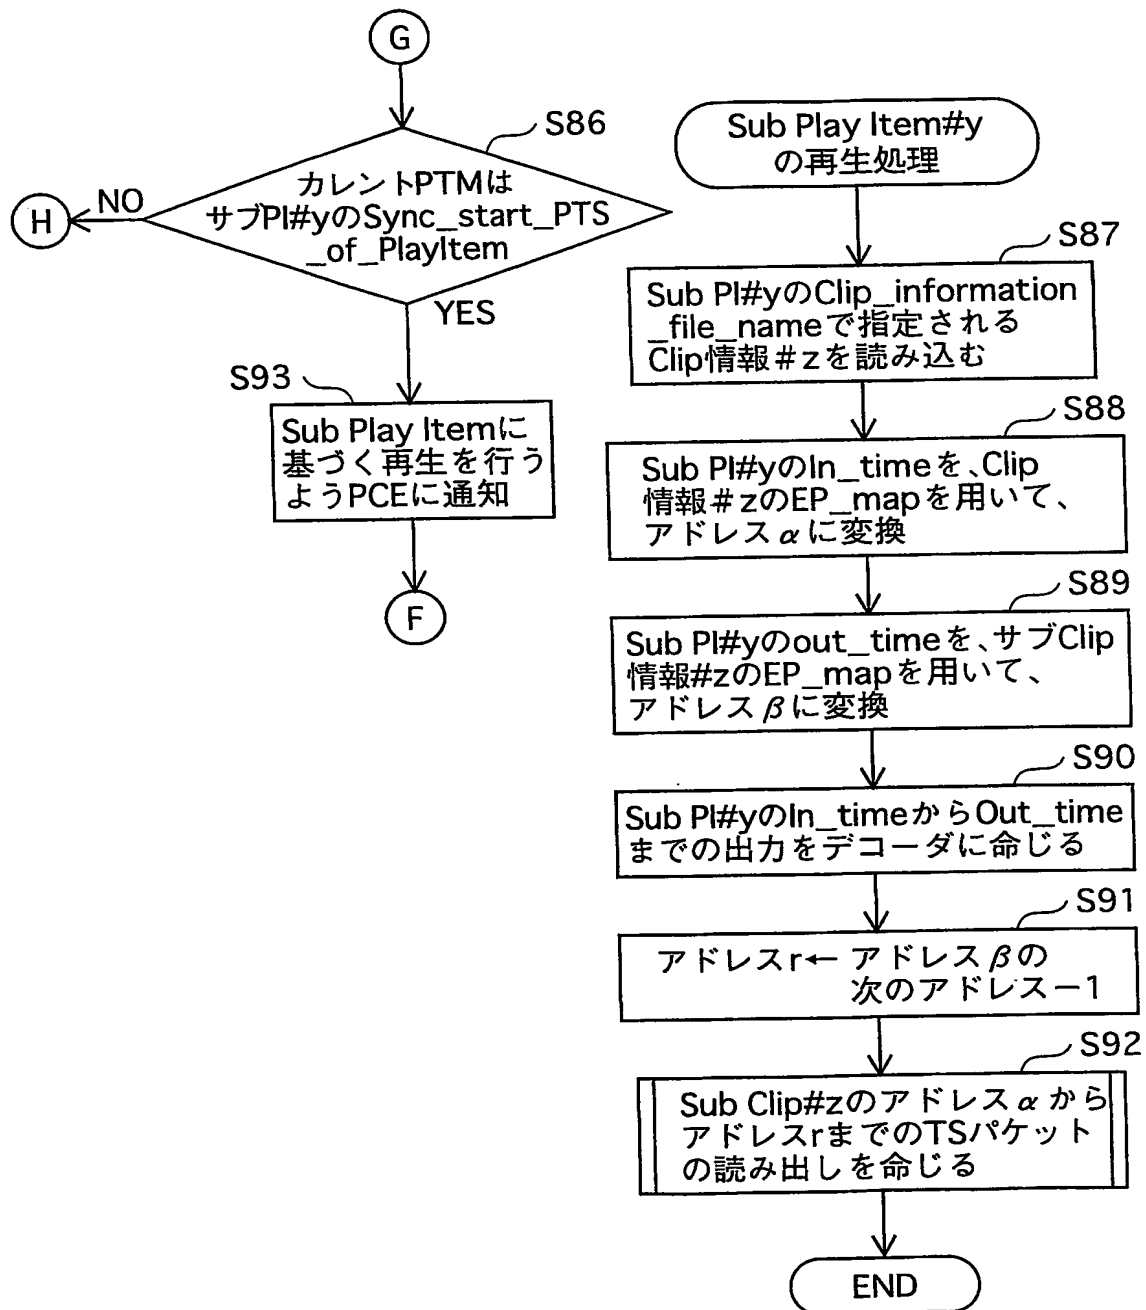 G
S86
カレントPTMは
サブPI#yのSync_start_PTS
_of_PlayItem
NO
H
YES
S93
Sub Play Itemに
基づく再生を行う
ようPCEに通知
F
Sub Play Item#y
の再生処理
S87
Sub PI#yのClip_information
_file_nameで指定される
Clip情報#zを読み込む
S88
Sub PI#yのIn_timeを、Clip
情報#zのEP_mapを用いて、
アドレスαに変換
S89
Sub PI#yのout_timeを、サブClip
情報#zのEP_mapを用いて、
アドレスβに変換
S90
Sub PI#yのIn_timeからOut_time
までの出力をデコーダに命じる
S91
アドレスr← アドレスβの
次のアドレス－1
S92
Sub Clip#zのアドレスαから
アドレスrまでのTSパケット
の読み出しを命じる
END